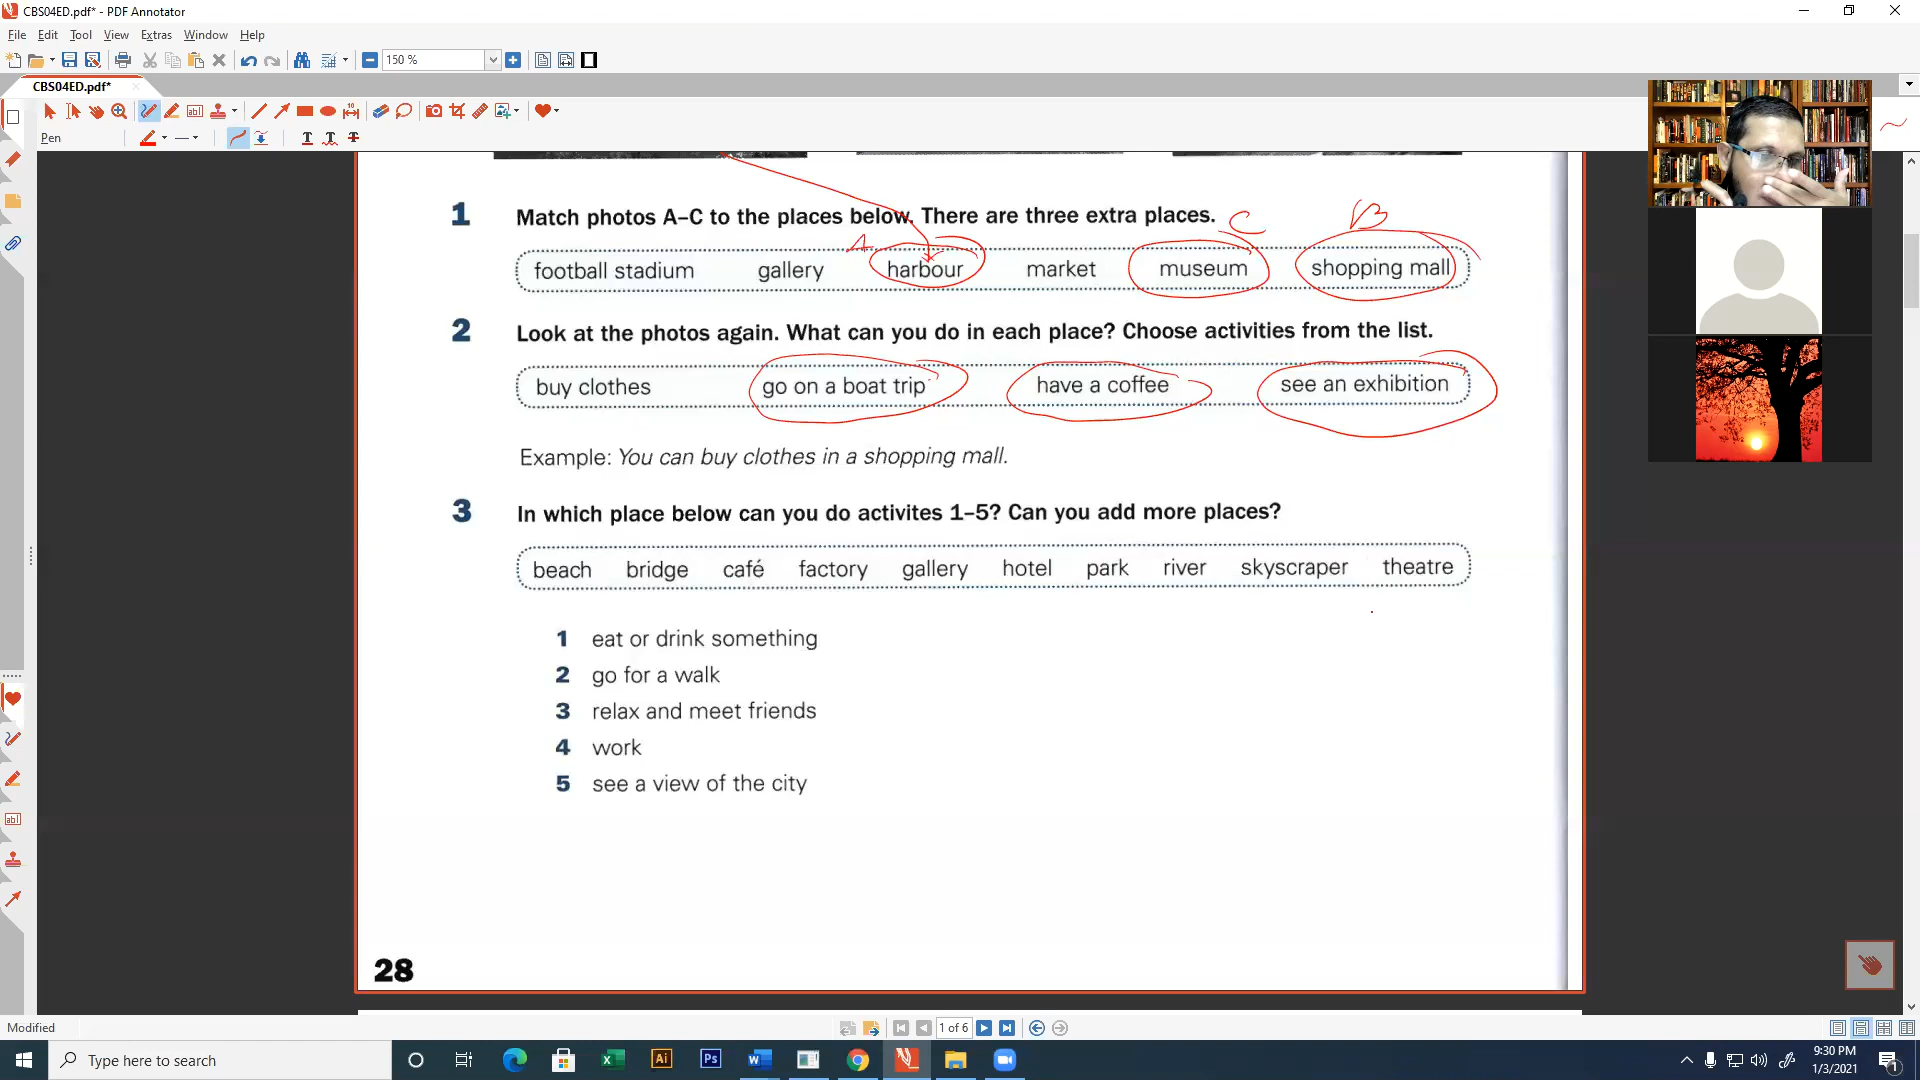 CBS04ED.pdf* - PDF Annotator
File Edit Tool View Extras Window Help
150 %
CBS04ED.pdf*
Pen
1 Match photos A–C to the places below. There are three extra places.
A C B
football stadium gallery harbour market museum shopping mall
2 Look at the photos again. What can you do in each place? Choose activities from the list.
buy clothes go on a boat trip have a coffee see an exhibition
Example: You can buy clothes in a shopping mall.
3 In which place below can you do activites 1–5? Can you add more places?
beach bridge café factory gallery hotel park river skyscraper theatre
1 eat or drink something
2 go for a walk
3 relax and meet friends
4 work
5 see a view of the city
28
Modified
1 of 6
Type here to search
Ai Ps
9:30 PM
1/3/2021